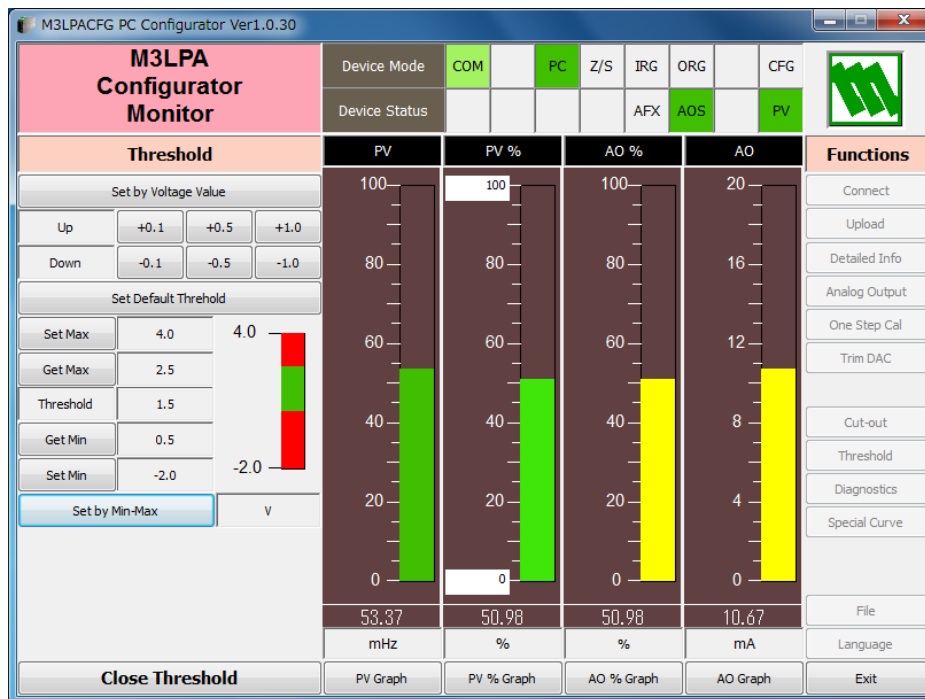 M3LPACFG PC Configurator Ver1.0.30
M3LPA
Configurator
Monitor
Device Mode COM PC Z/S IRG ORG CFG
Device Status AFX AOS PV
Threshold
Set by Voltage Value
Up +0.1 +0.5 +1.0
Down -0.1 -0.5 -1.0
Set Default Threhold
Set Max 4.0
Get Max 2.5
Threshold 1.5
Get Min 0.5
Set Min -2.0
4.0
-2.0
Set by Min-Max V
Close Threshold
PV
100
80
60
40
20
0
53.37
mHz
PV Graph
PV %
100
80
60
40
20
0
50.98
%
PV % Graph
AO %
100
80
60
40
20
0
50.98
%
AO % Graph
AO
20
16
12
8
4
0
10.67
mA
AO Graph
Functions
Connect
Upload
Detailed Info
Analog Output
One Step Cal
Trim DAC
Cut-out
Threshold
Diagnostics
Special Curve
File
Language
Exit